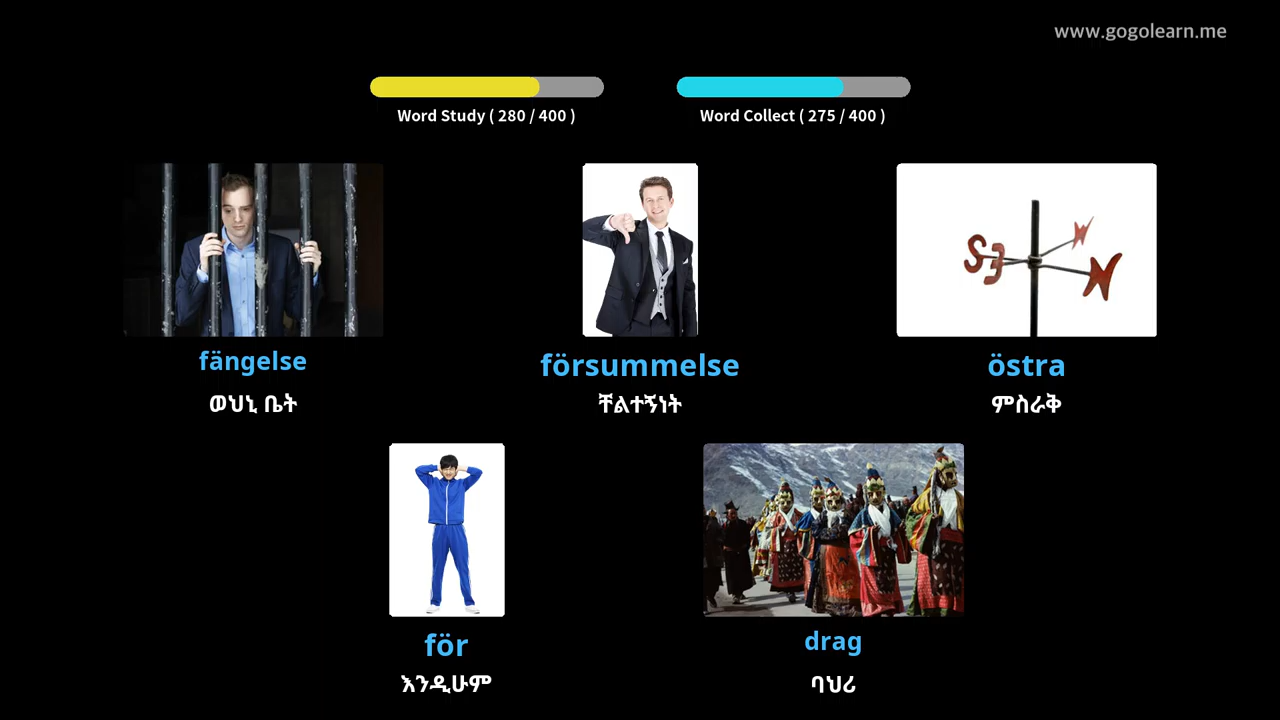 www.gogolearn.me
Word Study ( 280 / 400 )
Word Collect ( 275 / 400 )
fängelse
försummelse
östra
ወህኒ ቤት
ቸልተኝነት
ምስራቅ
för
drag
እንዲሁም
ባህሪ